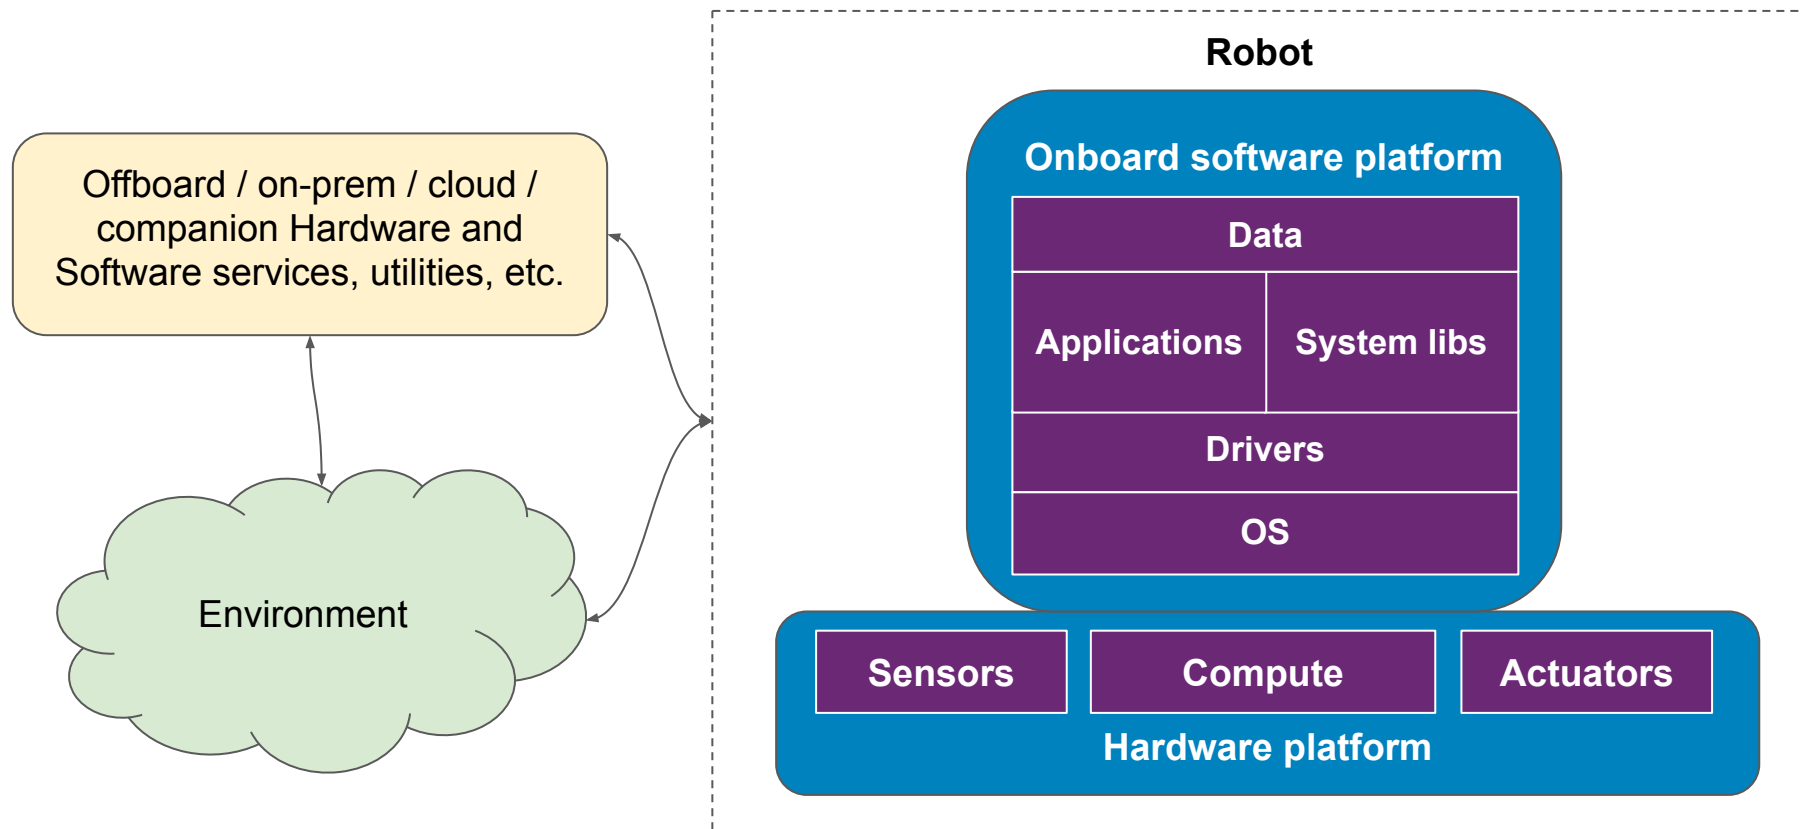 Robot
Offboard / on-prem / cloud /
companion Hardware and
Software services, utilities, etc.
Environment
Onboard software platform
Data
Applications
System libs
Drivers
OS
Sensors
Compute
Actuators
Hardware platform